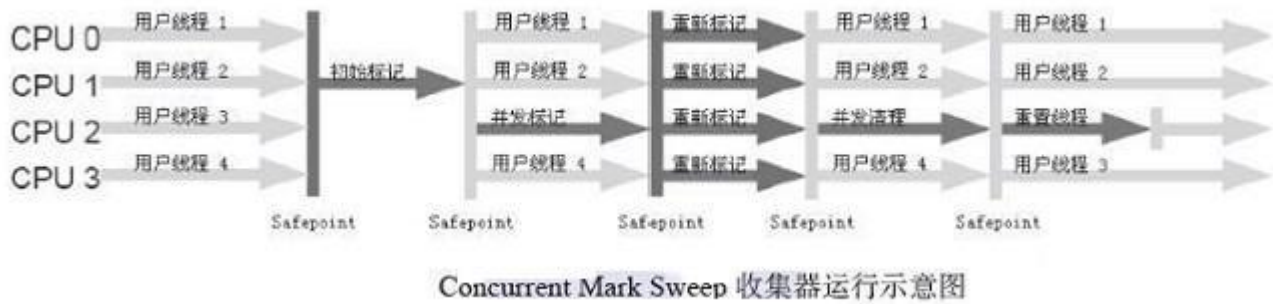 CPU 0 用户线程 1 用户线程 1 重新标记 用户线程 1 用户线程 1
CPU 1 用户线程 2 初始标记 用户线程 2 重新标记 用户线程 2 用户线程 2
CPU 2 用户线程 3 并发标记 重新标记 并发清理 重置线程
CPU 3 用户线程 4 用户线程 4 重新标记 用户线程 4 用户线程 3
Safepoint Safepoint Safepoint Safepoint Safepoint
Concurrent Mark Sweep 收集器运行示意图